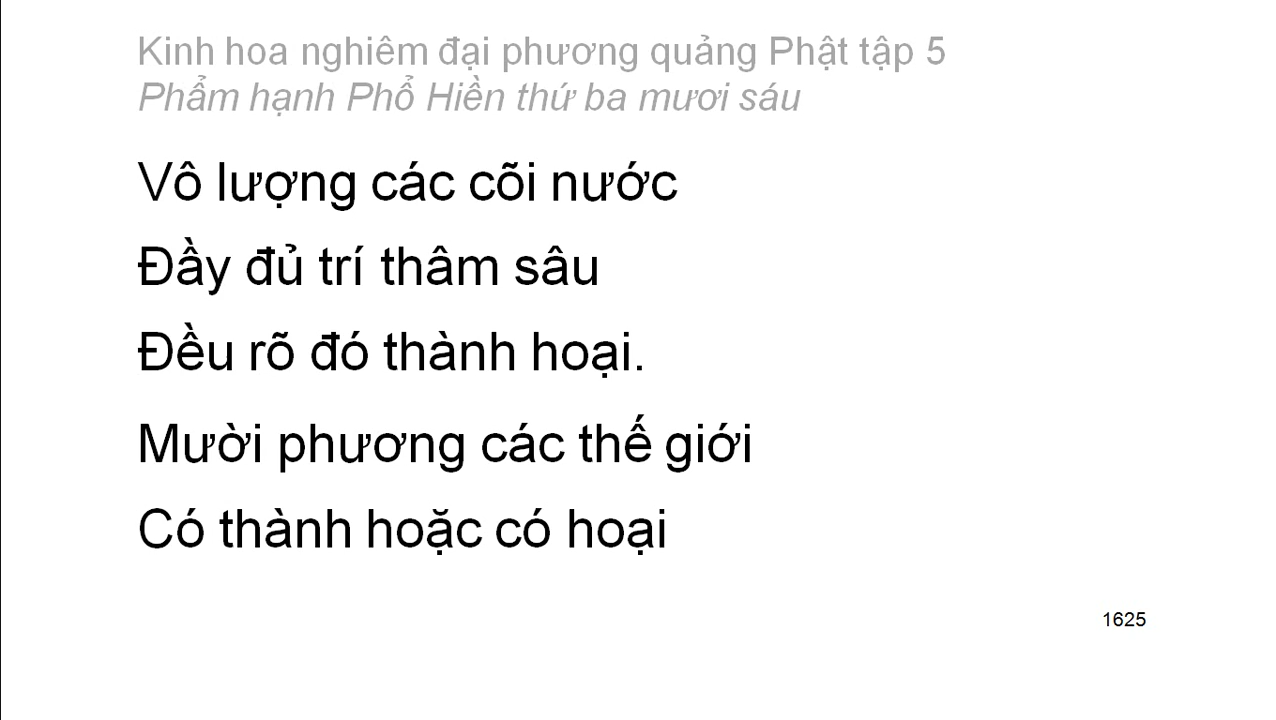 Kinh hoa nghiêm đại phương quảng Phật tập 5
Phẩm hạnh Phổ Hiền thứ ba mươi sáu
Vô lượng các cõi nước
Đầy đủ trí thâm sâu
Đều rõ đó thành hoại.
Mười phương các thế giới
Có thành hoặc có hoại
1625